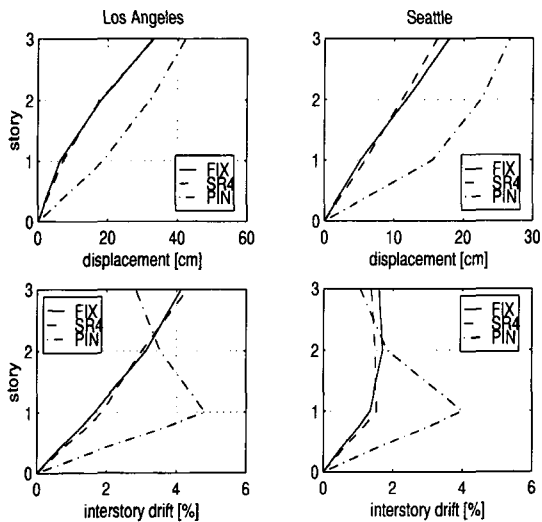 Los Angeles
3
2
1
0
story
FIX
SR4
PIN
0 20 40 60
displacement [cm]
Seattle
3
2
1
0
FIX
SR4
PIN
0 10 20 30
displacement [cm]
3
2
1
0
story
FIX
SR4
PIN
0 2 4 6
interstory drift [%]
3
2
1
0
FIX
SR4
PIN
0 2 4 6
interstory drift [%]